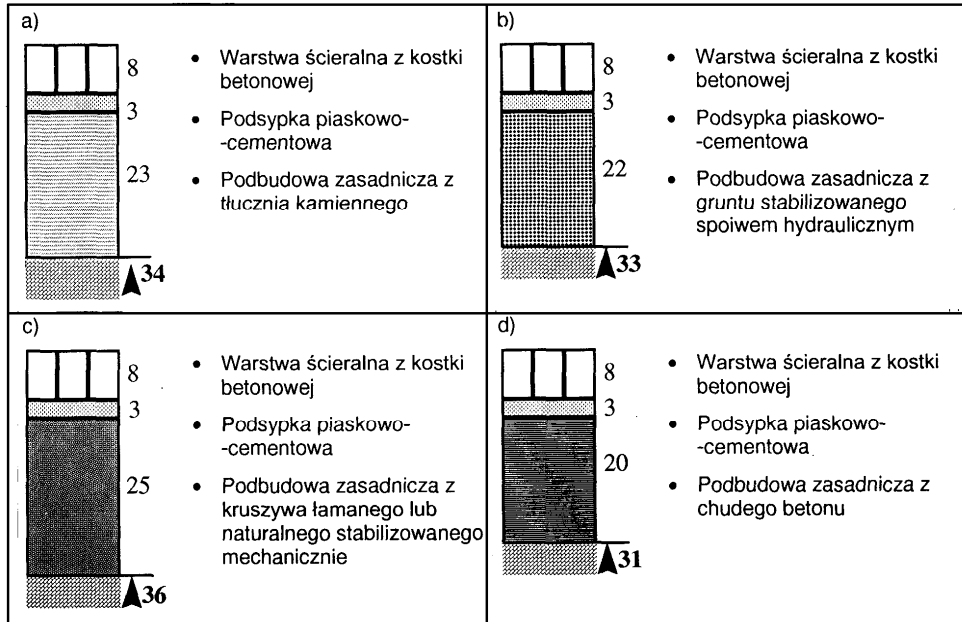 a)
8
3
23
34
• Warstwa ścieralna z kostki
betonowej
• Podsypka piaskowo-
-cementowa
• Podbudowa zasadnicza z
tłucznia kamiennego
b)
8
3
22
33
• Warstwa ścieralna z kostki
betonowej
• Podsypka piaskowo-
-cementowa
• Podbudowa zasadnicza z
gruntu stabilizowanego
spoiwem hydraulicznym
c)
8
3
25
36
• Warstwa ścieralna z kostki
betonowej
• Podsypka piaskowo-
-cementowa
• Podbudowa zasadnicza z
kruszywa łamanego lub
naturalnego stabilizowanego
mechanicznie
d)
8
3
20
31
• Warstwa ścieralna z kostki
betonowej
• Podsypka piaskowo-
-cementowa
• Podbudowa zasadnicza z
chudego betonu